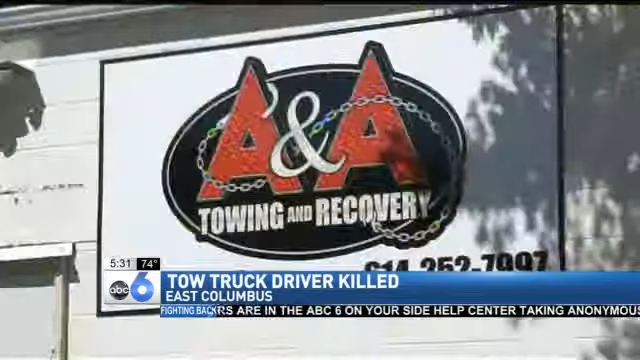 A&A
TOWING AND RECOVERY
614-252-7997
5:31 74°
abc 6
TOW TRUCK DRIVER KILLED
EAST COLUMBUS
FIGHTING BACK RS ARE IN THE ABC 6 ON YOUR SIDE HELP CENTER TAKING ANONYMOUS